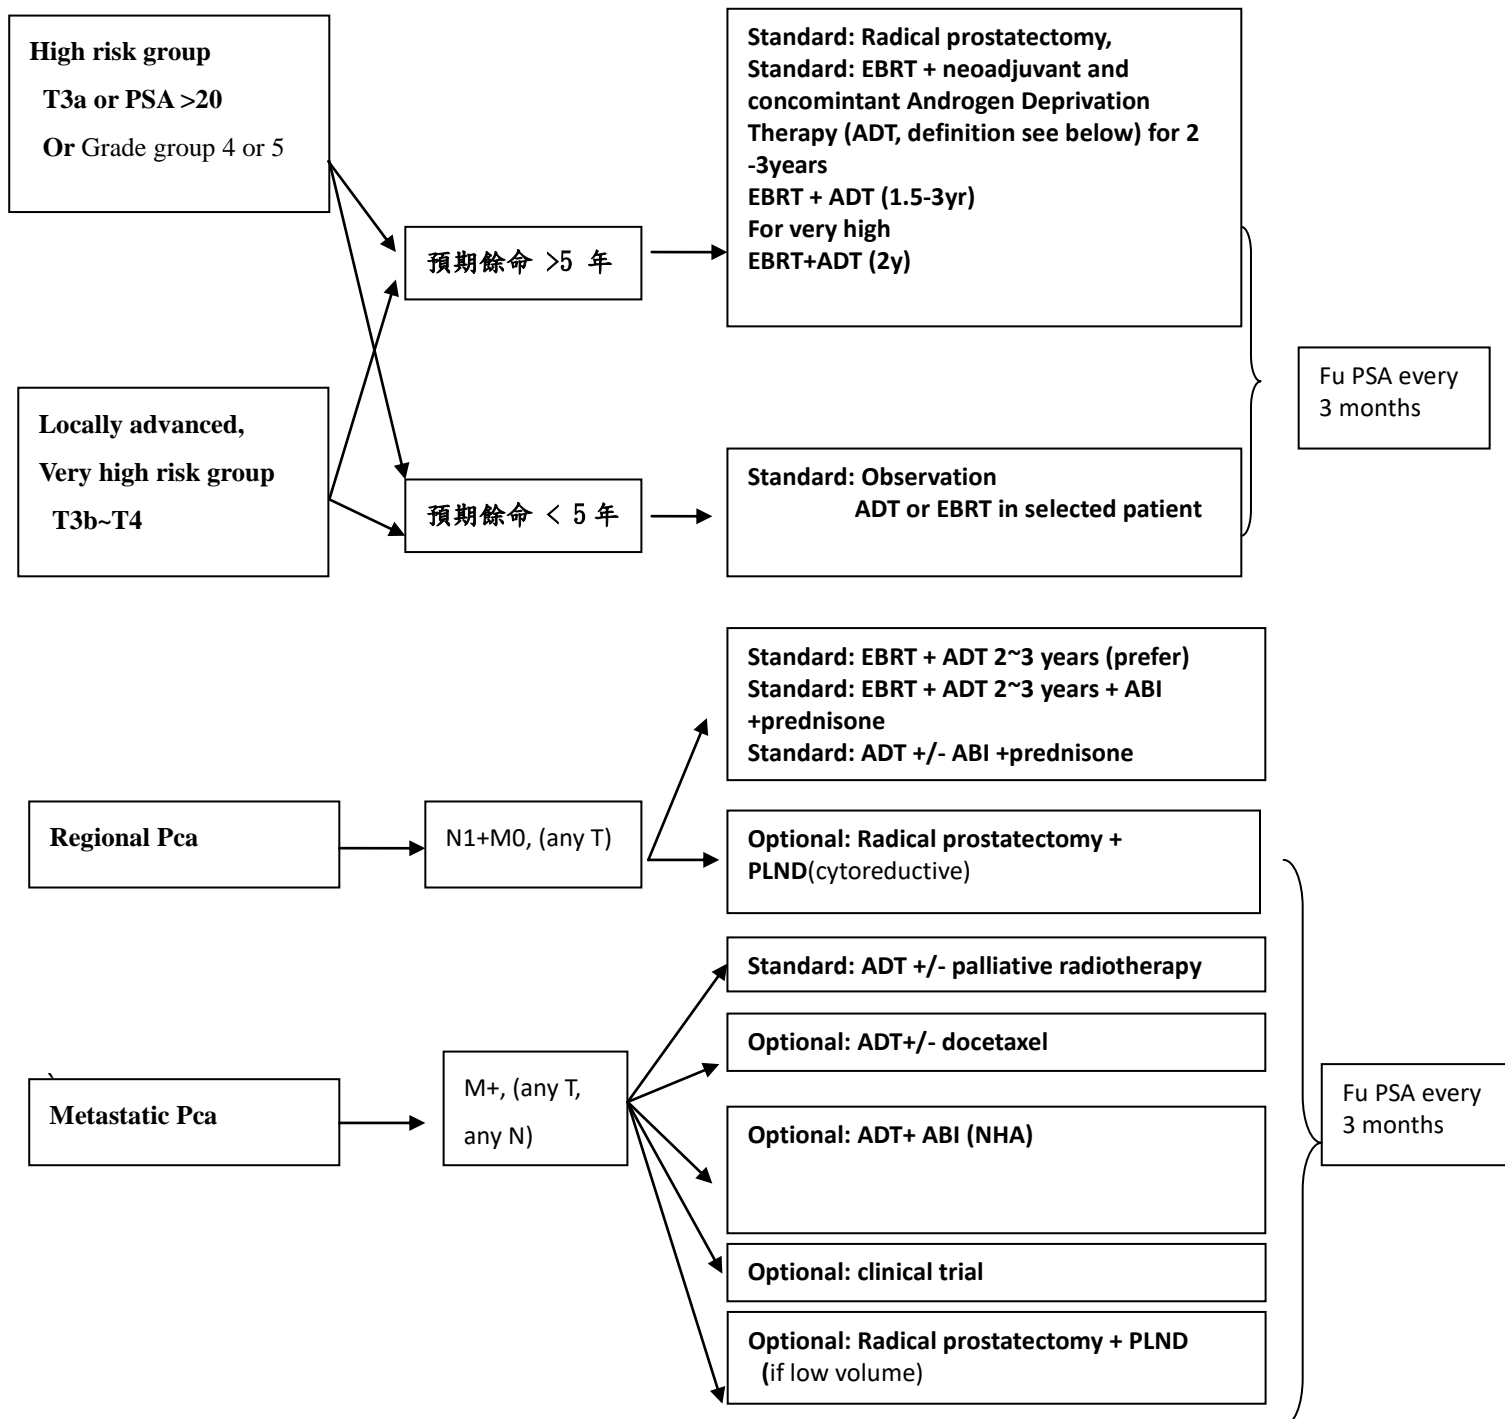 High risk group
T3a or PSA >20
Or Grade group 4 or 5
Locally advanced,
Very high risk group
T3b~T4
預期餘命 >5 年
預期餘命 < 5 年
Standard: Radical prostatectomy,
Standard: EBRT + neoadjuvant and
concomintant Androgen Deprivation
Therapy (ADT, definition see below) for 2
-3years
EBRT + ADT (1.5-3yr)
For very high
EBRT+ADT (2y)
Standard: Observation
ADT or EBRT in selected patient
Fu PSA every
3 months
Regional Pca
N1+M0, (any T)
Standard: EBRT + ADT 2~3 years (prefer)
Standard: EBRT + ADT 2~3 years + ABI
+prednisone
Standard: ADT +/- ABI +prednisone
Optional: Radical prostatectomy +
PLND(cytoreductive)
Metastatic Pca
M+, (any T,
any N)
Standard: ADT +/- palliative radiotherapy
Optional: ADT+/- docetaxel
Optional: ADT+ ABI (NHA)
Optional: clinical trial
Optional: Radical prostatectomy + PLND
(if low volume)
Fu PSA every
3 months